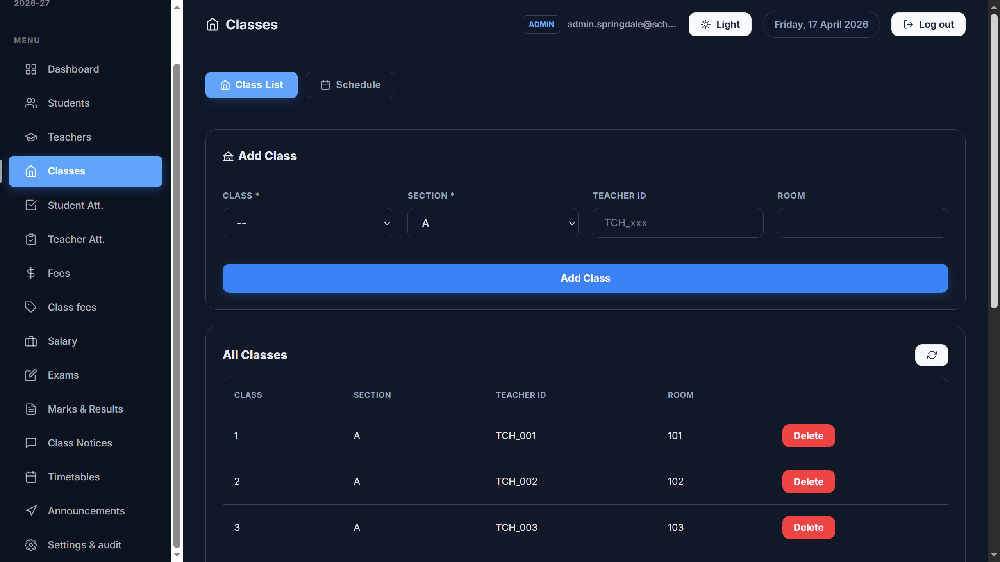 2026-27
MENU
Dashboard
Students
Teachers
Classes
Student Att.
Teacher Att.
Fees
Class fees
Salary
Exams
Marks & Results
Class Notices
Timetables
Announcements
Settings & audit
Classes
ADMIN admin.springdale@sch... Light Friday, 17 April 2026 Log out
Class List Schedule
Add Class
CLASS * SECTION * TEACHER ID ROOM
-- A TCH_xxx
Add Class
All Classes
CLASS SECTION TEACHER ID ROOM
1 A TCH_001 101 Delete
2 A TCH_002 102 Delete
3 A TCH_003 103 Delete